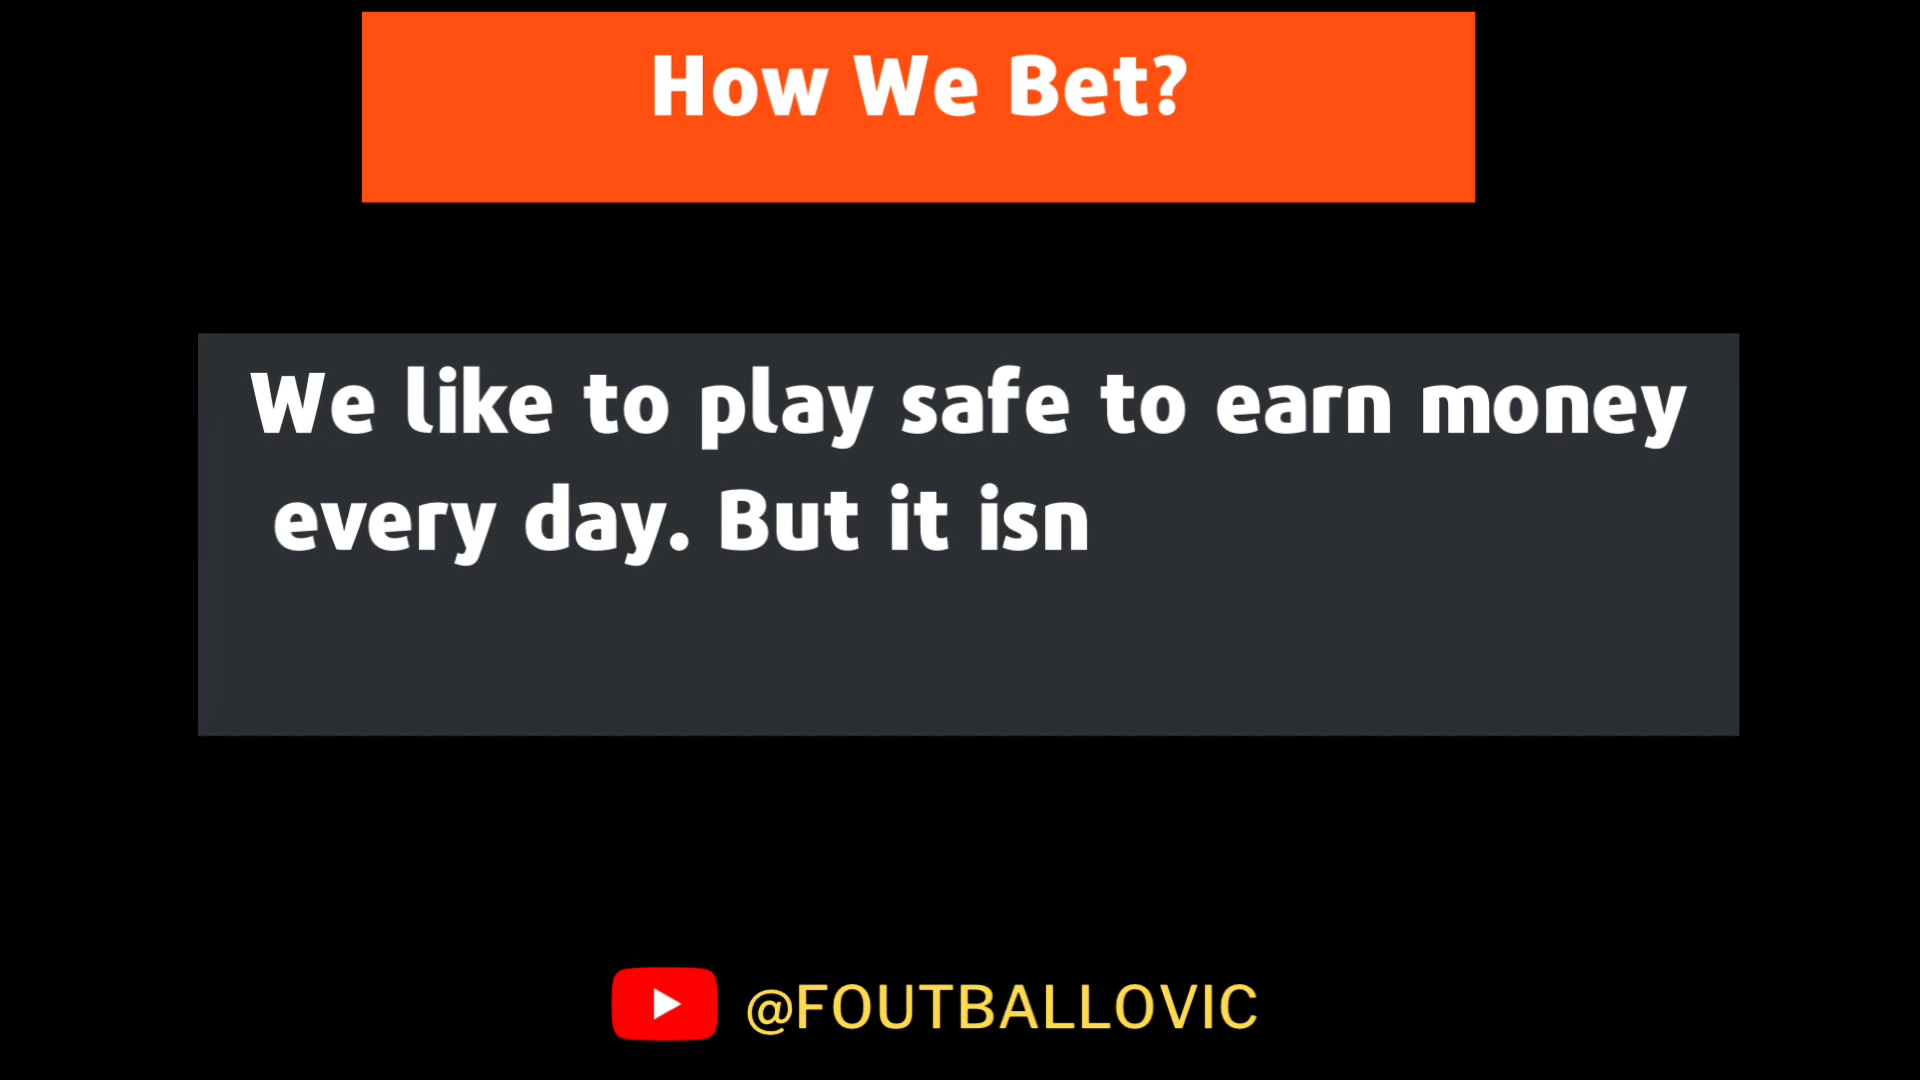 How We Bet?
We like to play safe to earn money
every day. But it isn
@FOUTBALLOVIC